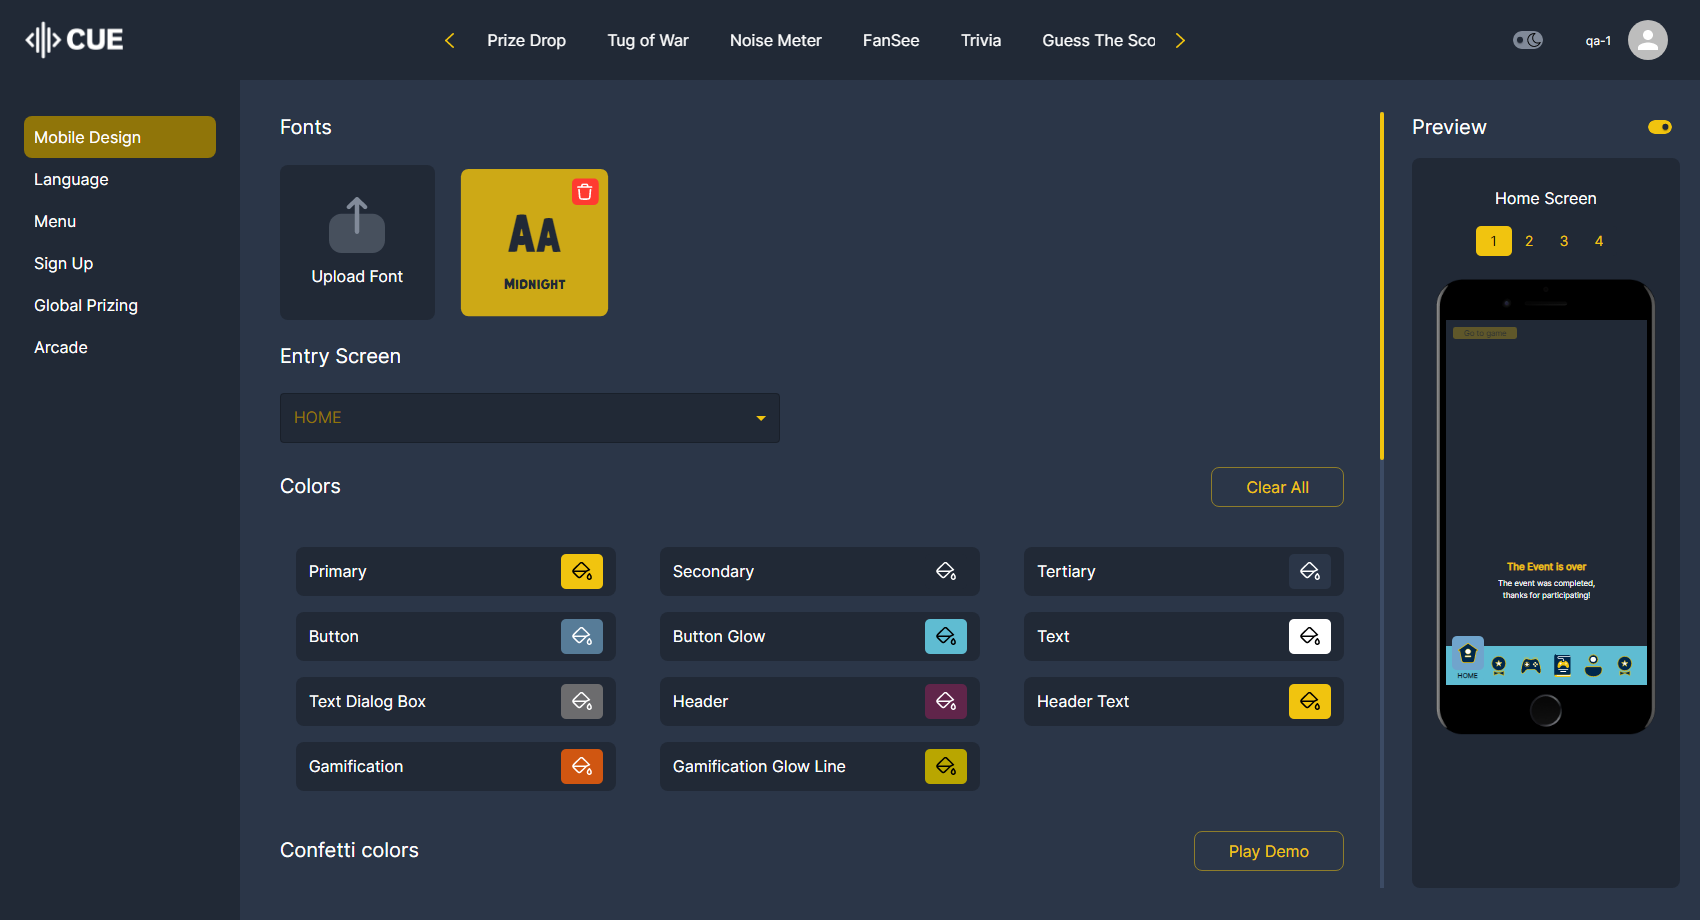 CUE
Prize Drop
Tug of War
Noise Meter
FanSee
Trivia
Guess The Sco
qa-1
Mobile Design
Language
Menu
Sign Up
Global Prizing
Arcade
Fonts
Upload Font
AA
MIDNIGHT
Entry Screen
HOME
Colors
Clear All
Primary
Secondary
Tertiary
Button
Button Glow
Text
Text Dialog Box
Header
Header Text
Gamification
Gamification Glow Line
Confetti colors
Play Demo
Preview
Home Screen
1 2 3 4
Go to game
The Event is over
The event was completed,
thanks for participating!
HOME